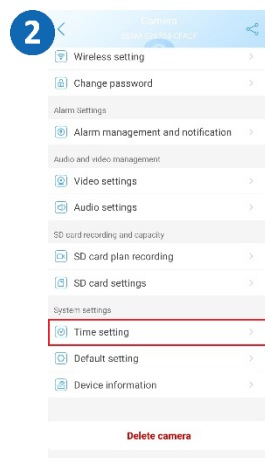 2
Camera
Wireless setting
Change password
Alarm Settings
Alarm management and notification
Audio and video management
Video settings
Audio settings
SD card recording and capacity
SD card plan recording
SD card settings
System settings
Time setting
Default setting
Device information
Delete camera